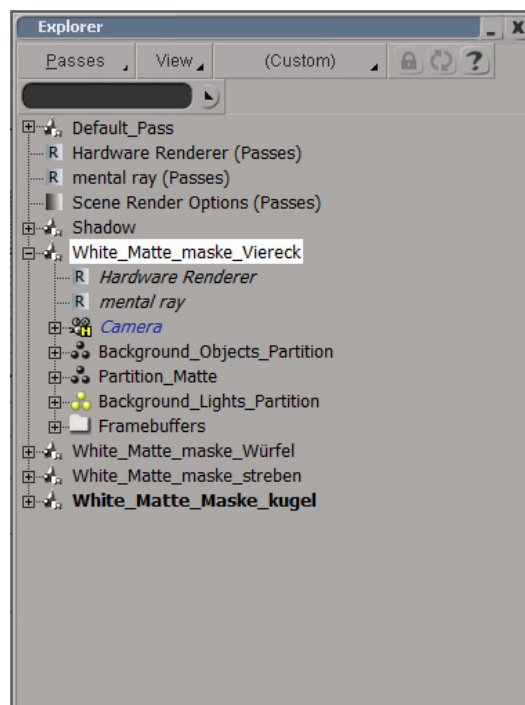 Explorer
Passes View (Custom) ?
Default_Pass
R Hardware Renderer (Passes)
R mental ray (Passes)
Scene Render Options (Passes)
Shadow
White_Matte_maske_Viereck
R Hardware Renderer
R mental ray
Camera
Background_Objects_Partition
Partition_Matte
Background_Lights_Partition
Framebuffers
White_Matte_maske_Würfel
White_Matte_maske_streben
White_Matte_Maske_kugel